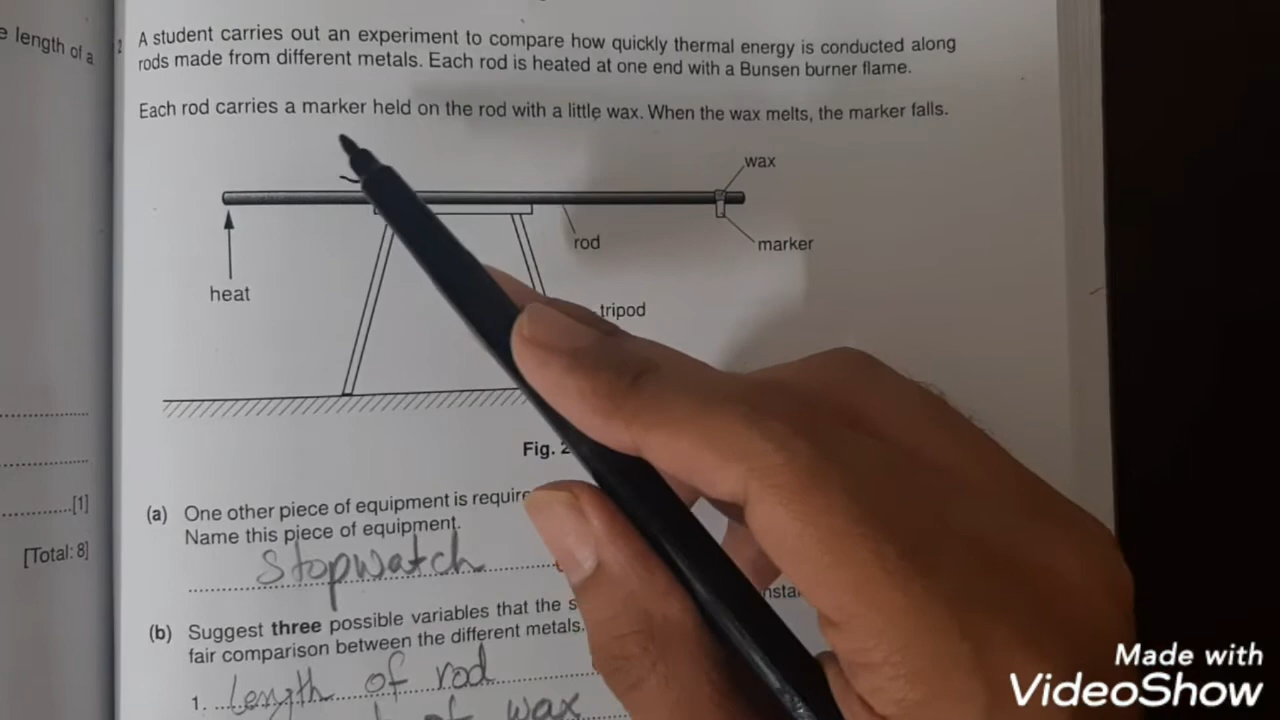 e length of a
2 A student carries out an experiment to compare how quickly thermal energy is conducted along
rods made from different metals. Each rod is heated at one end with a Bunsen burner flame.
Each rod carries a marker held on the rod with a little wax. When the wax melts, the marker falls.
wax
rod
marker
heat
tripod
Fig. 2
(a) One other piece of equipment is require
Name this piece of equipment.
stopwatch
..........[1]
[Total: 8]
(b) Suggest three possible variables that the s
fair comparison between the different metals.
1. Length of rod
of wax
Made with
VideoShow